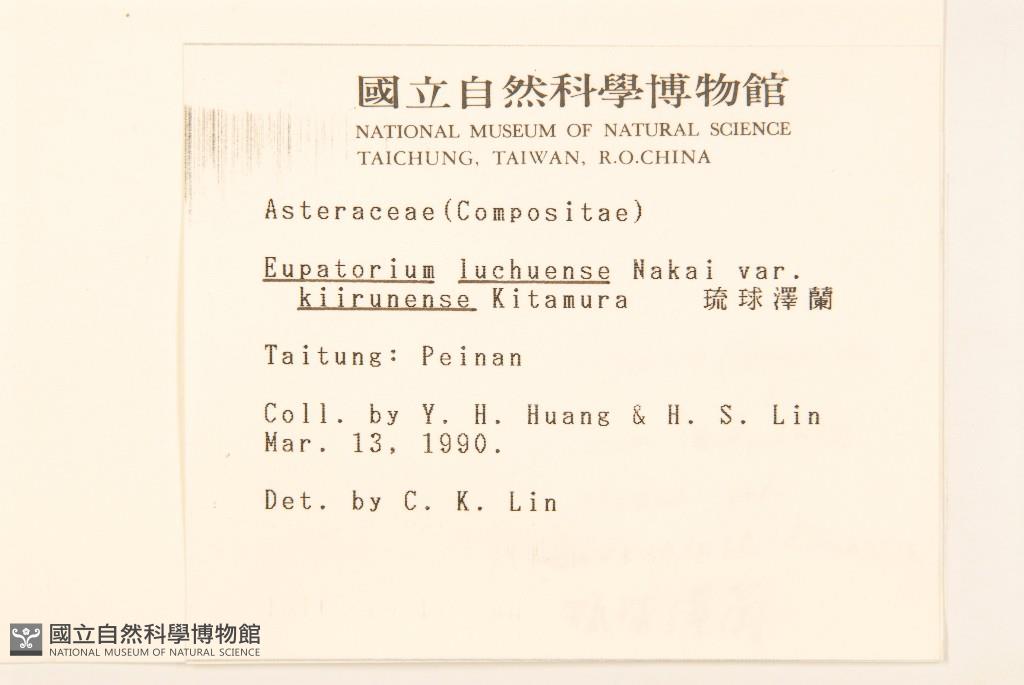 國立自然科學博物館
NATIONAL MUSEUM OF NATURAL SCIENCE
TAICHUNG, TAIWAN, R.O.CHINA
Asteraceae(Compositae)
Eupatorium luchuense Nakai var.
kiirunense Kitamura 琉球澤蘭
Taitung: Peinan
Coll. by Y. H. Huang & H. S. Lin
Mar. 13, 1990.
Det. by C. K. Lin
國立自然科學博物館
NATIONAL MUSEUM OF NATURAL SCIENCE